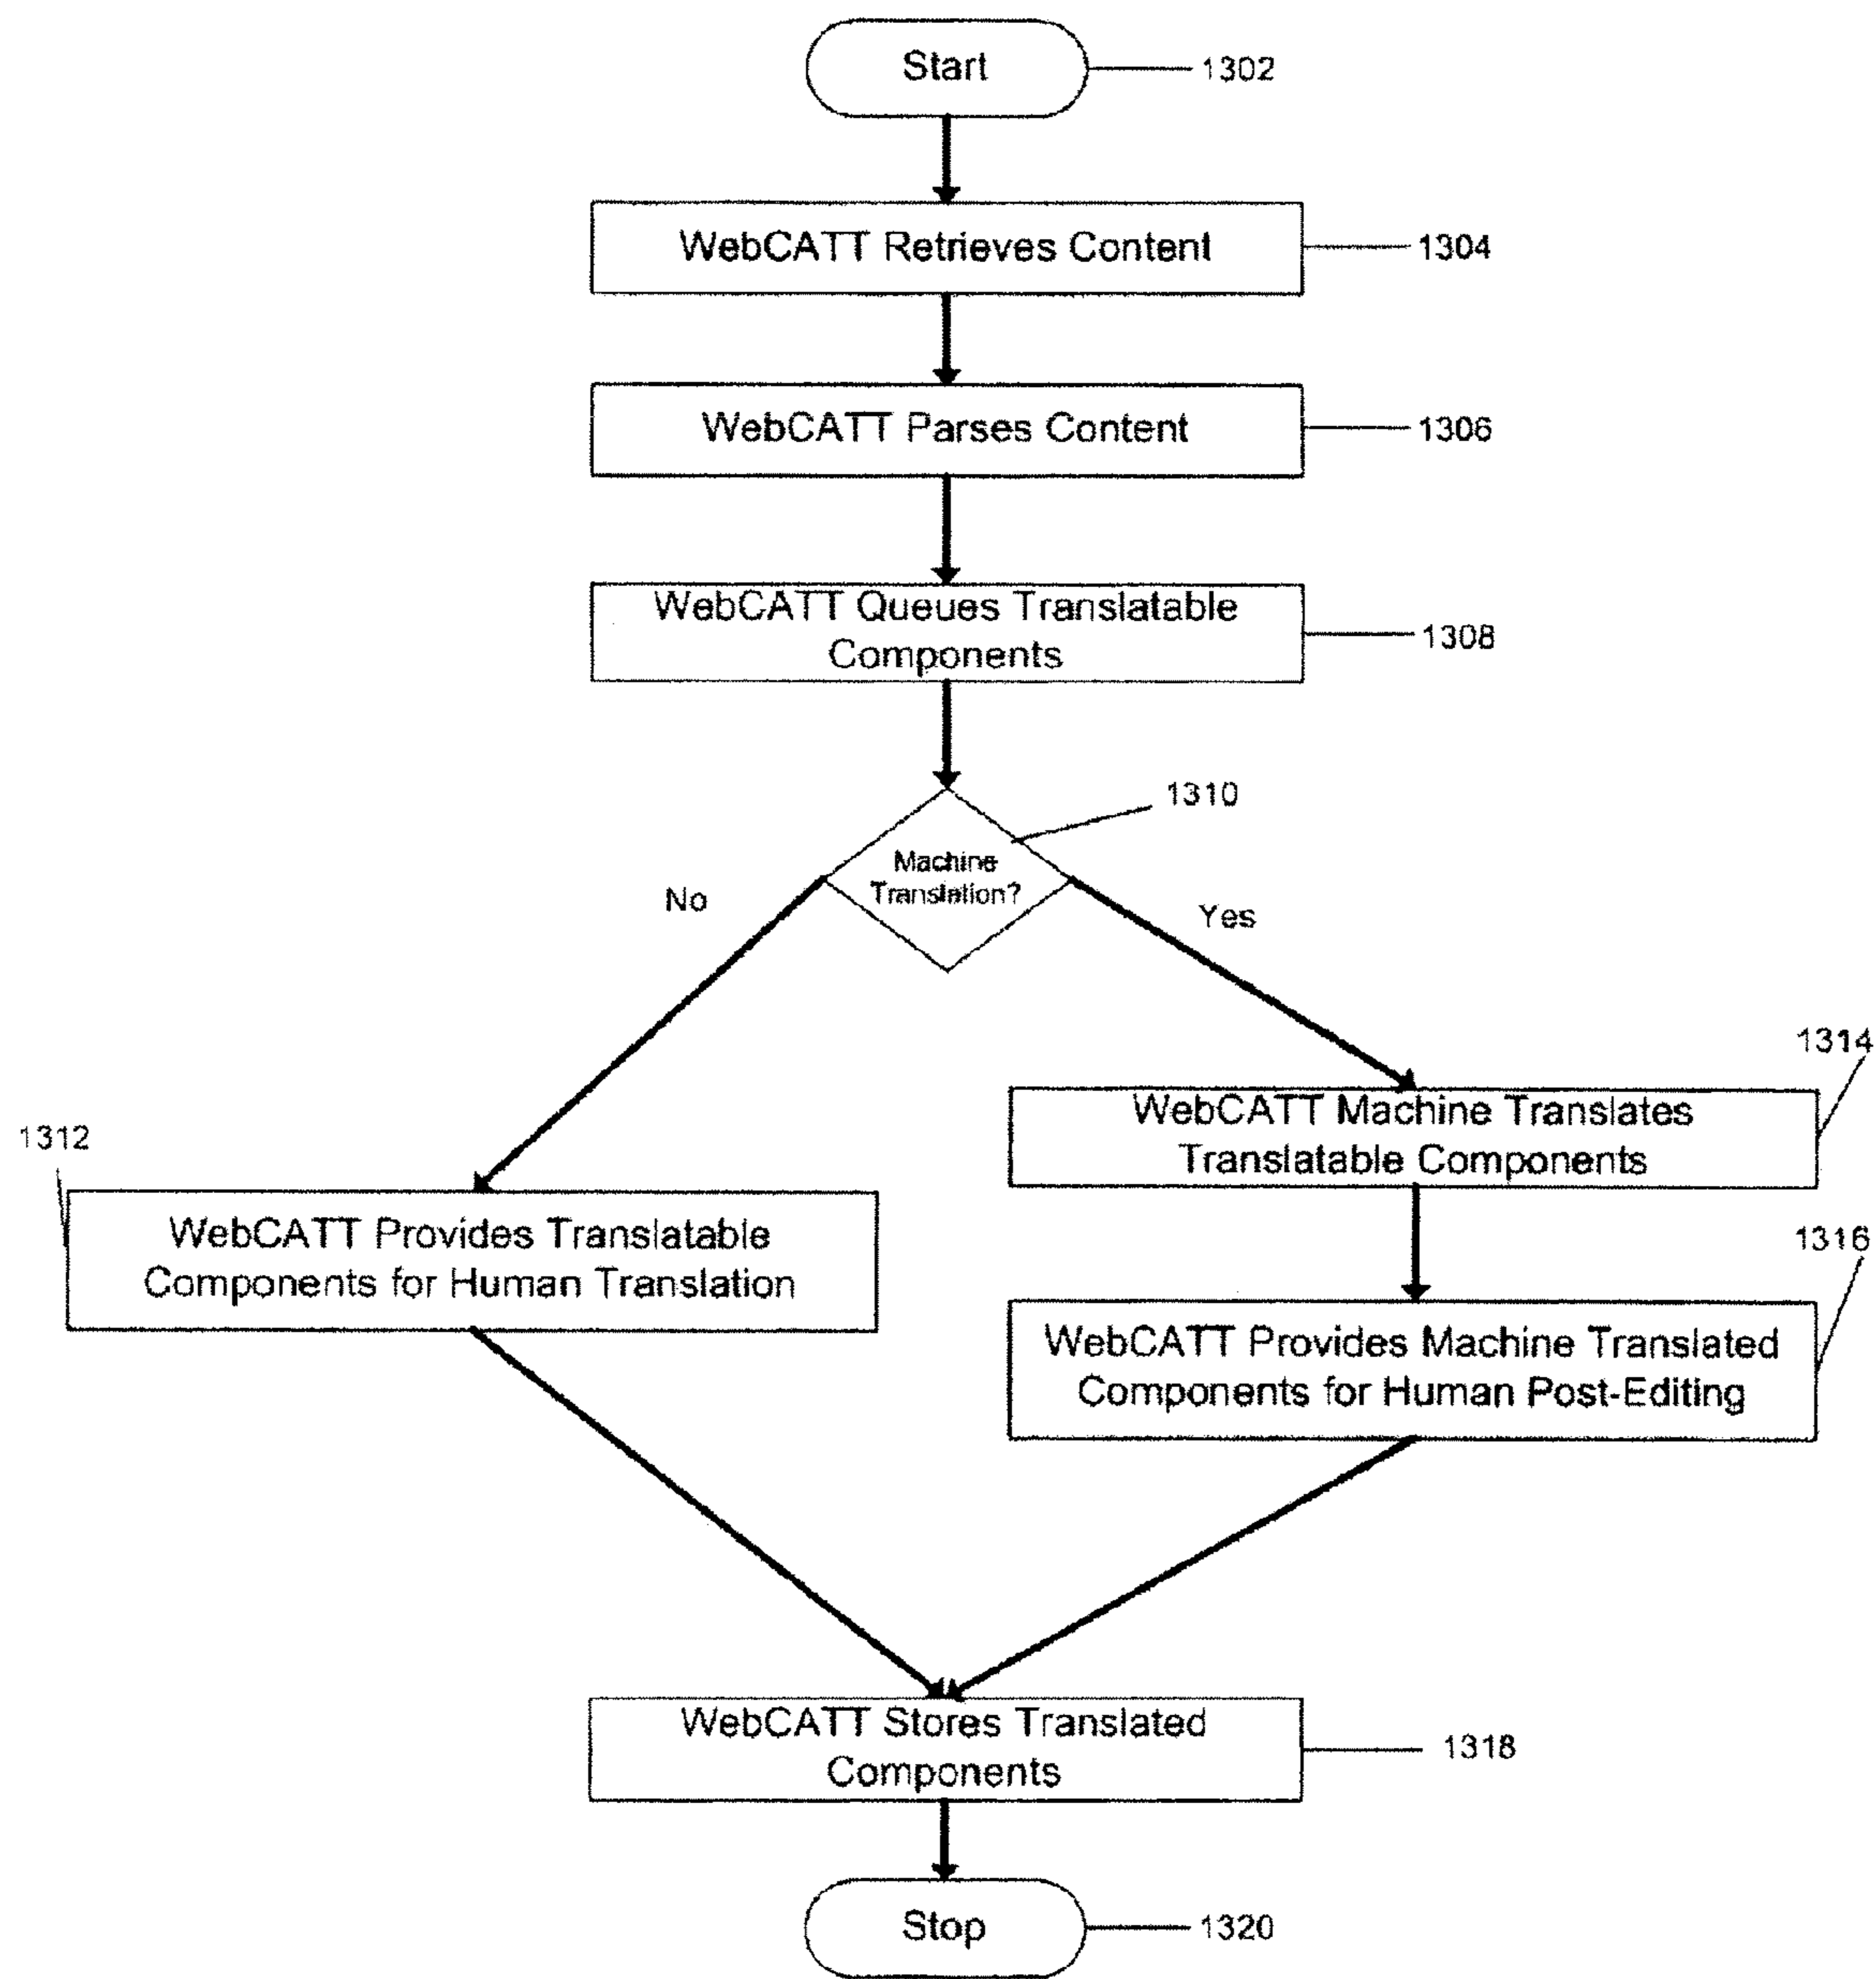 Start
1302
WebCATT Retrieves Content
1304
WebCATT Parses Content
1306
WebCATT Queues Translatable
Components
1308
1310
Machine
Translation?
No
Yes
1314
WebCATT Machine Translates
Translatable Components
1312
WebCATT Provides Translatable
Components for Human Translation
1316
WebCATT Provides Machine Translated
Components for Human Post-Editing
WebCATT Stores Translated
Components
1318
Stop
1320